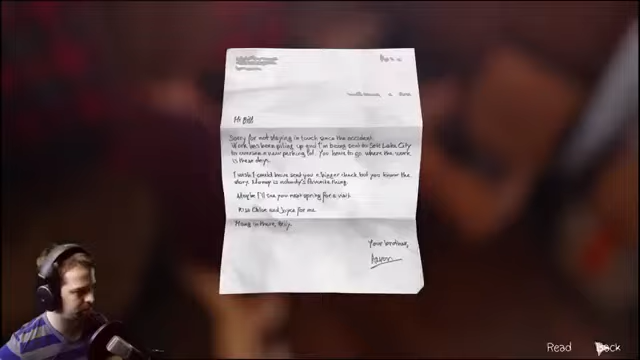 Hi Bill
Sorry for not staying in touch since the accident.
Work has been piling up and I'm being sent to Salt Lake City
to oversee a new parking lot. You have to go where the work
is these days.
I wish I could have sent you a bigger check but you know the
story. Money is nobody's favorite thing.
Maybe I'll see you next spring for a visit.
Kiss Chloe and Joyce for me.
Hang in there, Billy.
Your brother,
Aaron
Read
Back